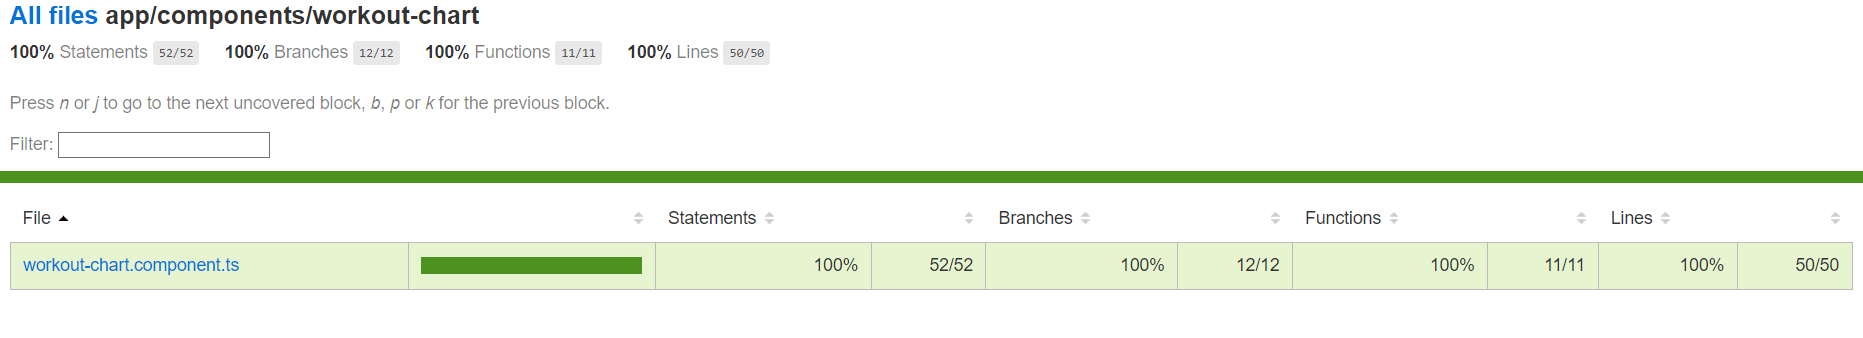 All files app/components/workout-chart
100% Statements 52/52 100% Branches 12/12 100% Functions 11/11 100% Lines 50/50
Press n or j to go to the next uncovered block, b, p or k for the previous block.
Filter:
File Statements Branches Functions Lines
workout-chart.component.ts 100% 52/52 100% 12/12 100% 11/11 100% 50/50